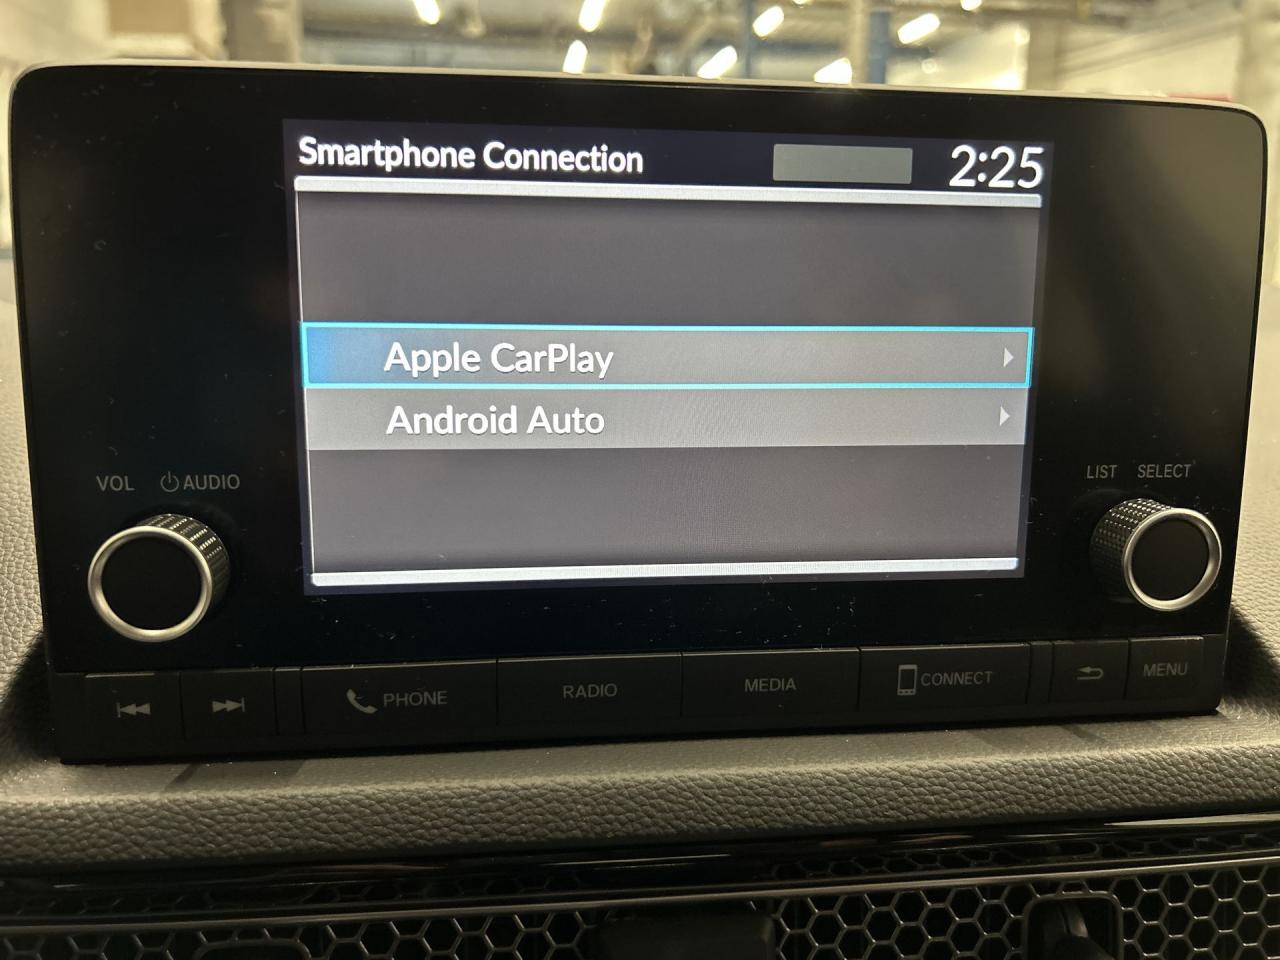 Smartphone Connection 2:25
Apple CarPlay
Android Auto
VOL AUDIO
LIST SELECT
PHONE RADIO MEDIA CONNECT MENU